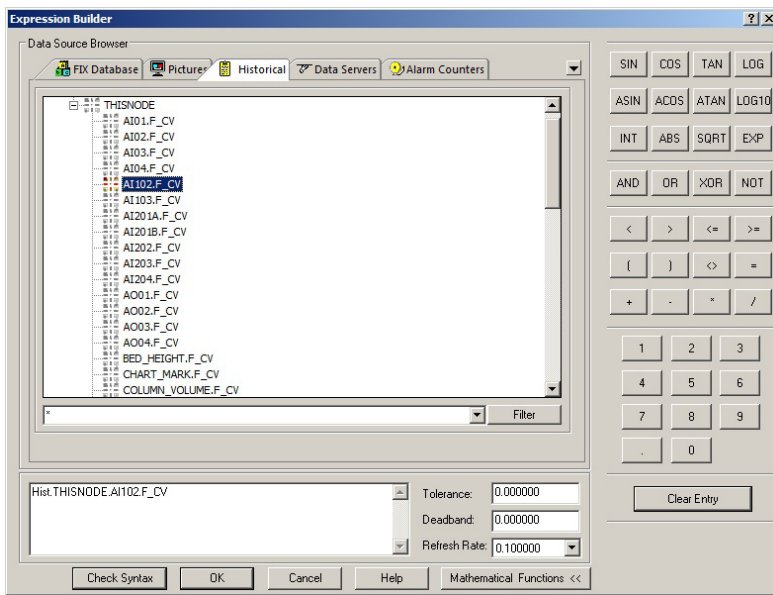 Expression Builder
Data Source Browser
FIX Database Pictures Historical Data Servers Alarm Counters
THISNODE
AI01.F_CV
AI02.F_CV
AI03.F_CV
AI04.F_CV
AI102.F_CV
AI103.F_CV
AI201A.F_CV
AI201B.F_CV
AI202.F_CV
AI203.F_CV
AI204.F_CV
AO01.F_CV
AO02.F_CV
AO03.F_CV
AO04.F_CV
BED_HEIGHT.F_CV
CHART_MARK.F_CV
COLUMN_VOLUME.F_CV
* Filter
Hist.THISNODE.AI102.F_CV
Tolerance: 0.000000
Deadband: 0.000000
Refresh Rate: 0.100000
Check Syntax OK Cancel Help Mathematical Functions <<
SIN COS TAN LOG
ASIN ACOS ATAN LOG10
INT ABS SQRT EXP
AND OR XOR NOT
< > <= >=
( ) <> =
+ - * /
1 2 3
4 5 6
7 8 9
. 0
Clear Entry